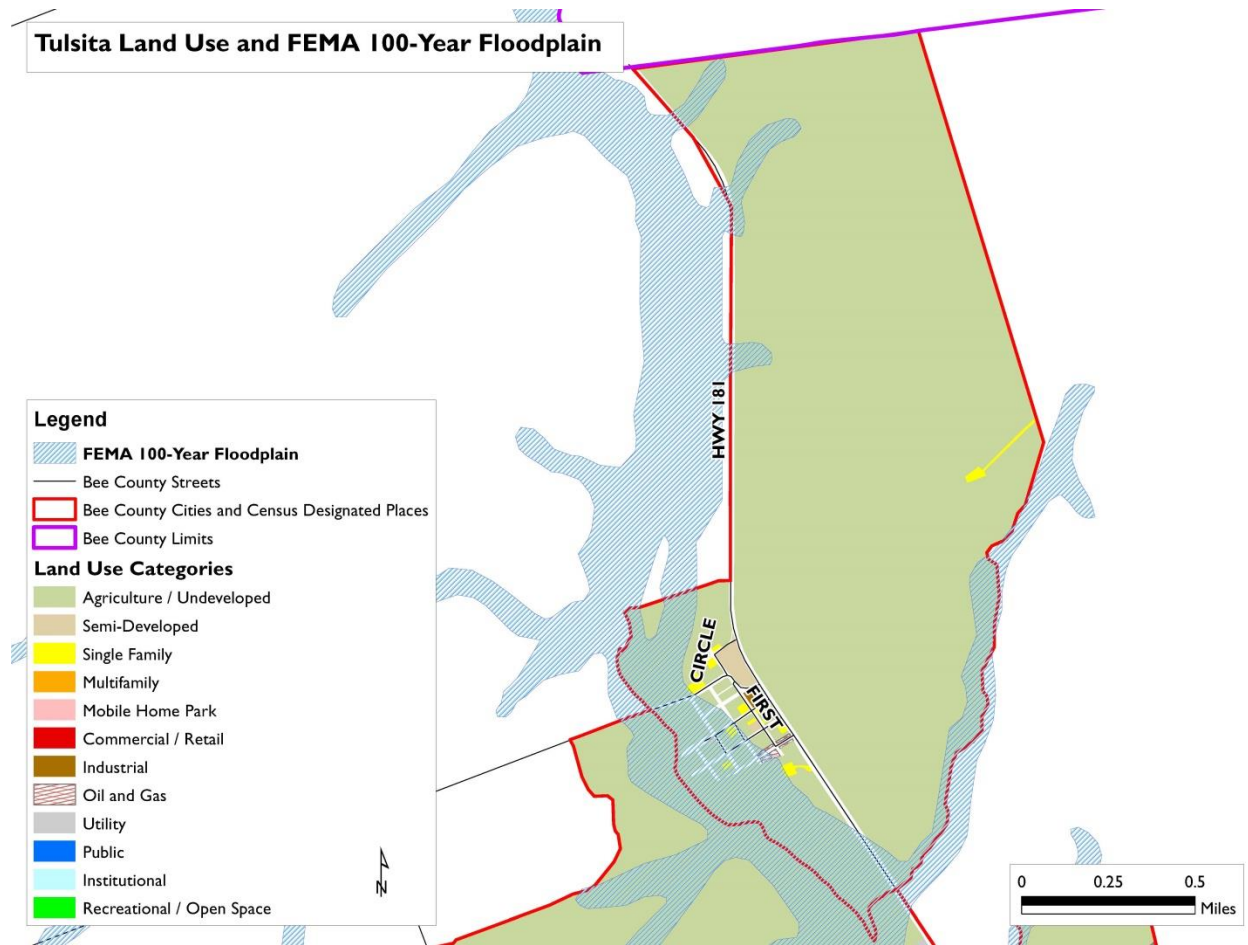 Tulsita Land Use and FEMA 100-Year Floodplain
HWY 181
CIRCLE
FIRST
Legend
FEMA 100-Year Floodplain
Bee County Streets
Bee County Cities and Census Designated Places
Bee County Limits
Land Use Categories
Agriculture / Undeveloped
Semi-Developed
Single Family
Multifamily
Mobile Home Park
Commercial / Retail
Industrial
Oil and Gas
Utility
Public
Institutional
Recreational / Open Space
N
0 0.25 0.5
Miles